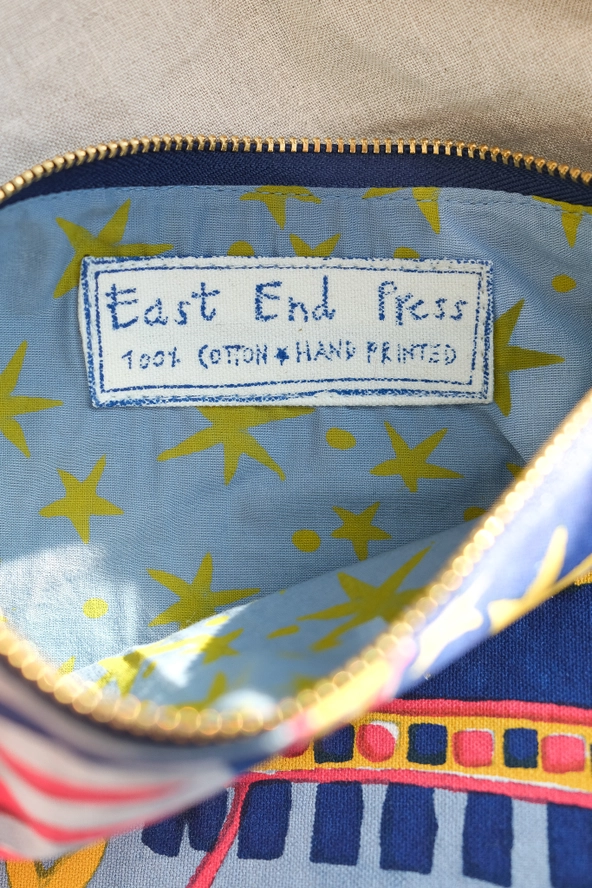 East End Press
100% COTTON ★ HAND PRINTED